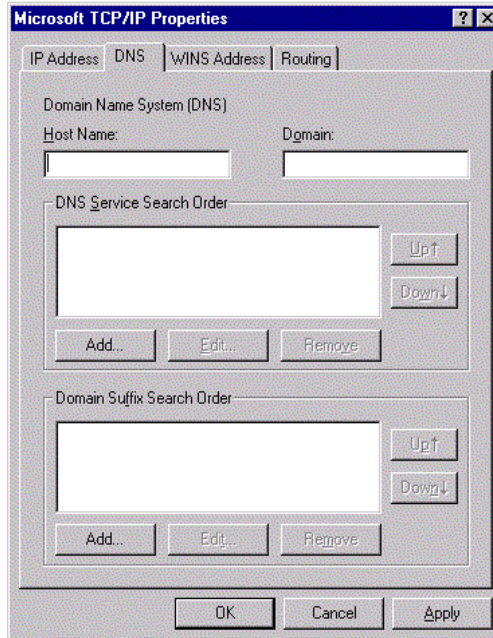 Microsoft TCP/IP Properties ? ×
IP Address DNS WINS Address Routing
Domain Name System (DNS)
Host Name: Domain:
DNS Service Search Order
Up↑
Down↓
Add... Edit... Remove
Domain Suffix Search Order
Up↑
Down↓
Add... Edit... Remove
OK Cancel Apply